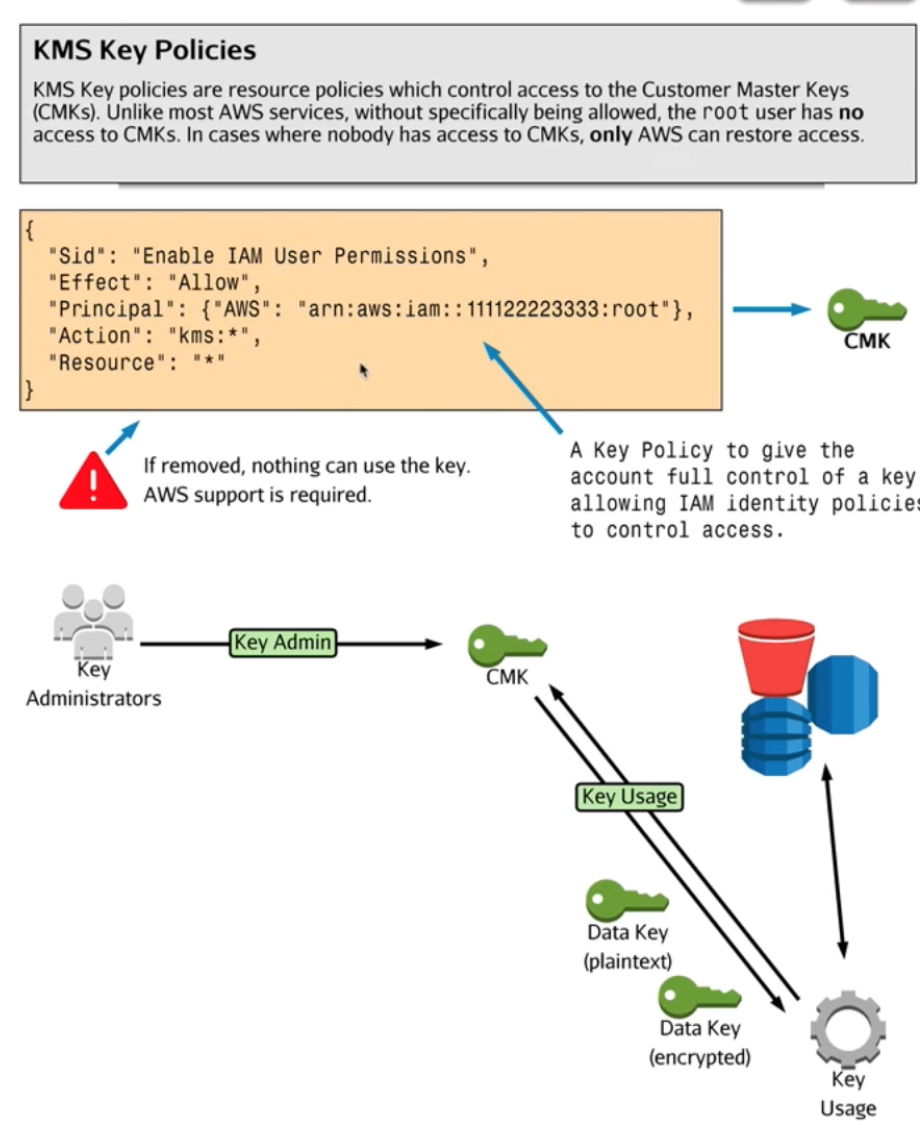 KMS Key Policies
KMS Key policies are resource policies which control access to the Customer Master Keys
(CMKs). Unlike most AWS services, without specifically being allowed, the root user has no
access to CMKs. In cases where nobody has access to CMKs, only AWS can restore access.
{
"Sid": "Enable IAM User Permissions",
"Effect": "Allow",
"Principal": {"AWS": "arn:aws:iam::111122223333:root"},
"Action": "kms:*",
"Resource": "*"
}
CMK
If removed, nothing can use the key.
AWS support is required.
A Key Policy to give the
account full control of a key
allowing IAM identity policies
to control access.
Key
Administrators
Key Admin
CMK
Key Usage
Data Key
(plaintext)
Data Key
(encrypted)
Key
Usage